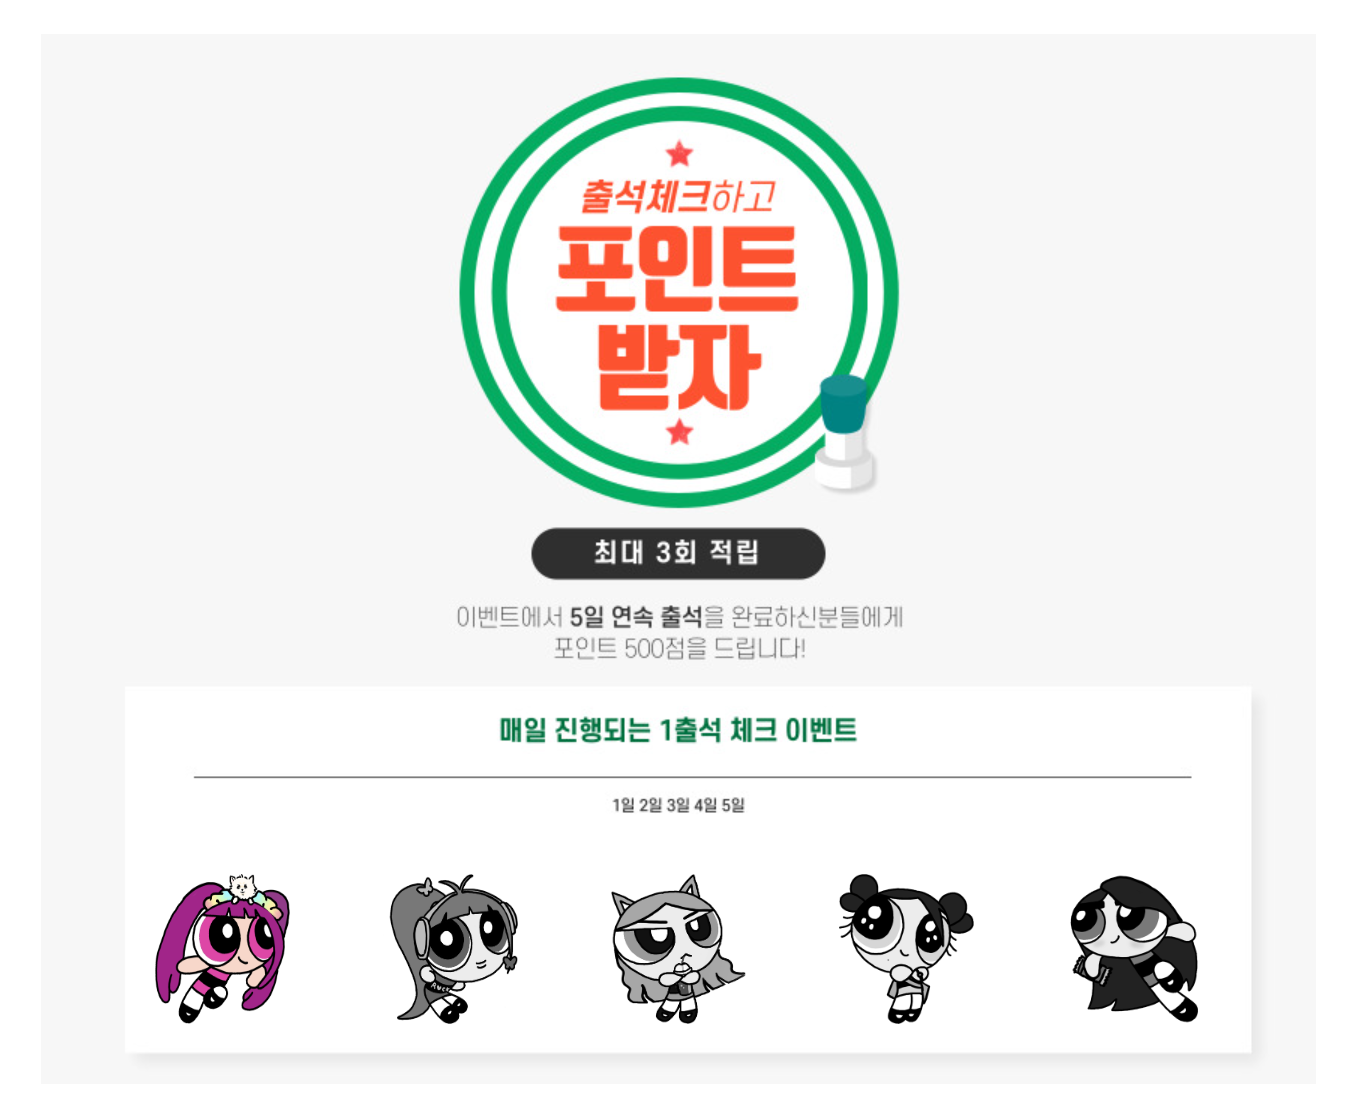 출석체크하고
포인트
받자
최대 3회 적립
이벤트에서 5일 연속 출석을 완료하신분들에게
포인트 500점을 드립니다!
매일 진행되는 1출석 체크 이벤트
1일 2일 3일 4일 5일